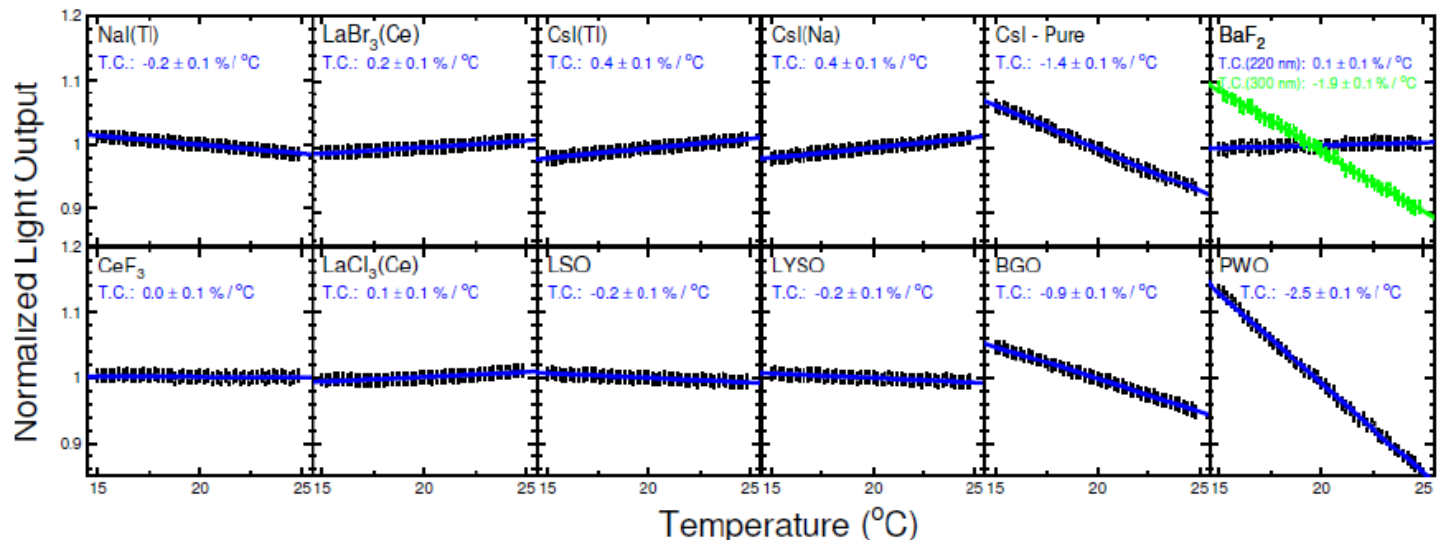 Normalized Light Output
1.2
1.1
1
0.9
NaI(Tl)
T.C.: -0.2 ± 0.1 % / °C
LaBr₃(Ce)
T.C.: 0.2 ± 0.1 % / °C
CsI(Tl)
T.C.: 0.4 ± 0.1 % / °C
CsI(Na)
T.C.: 0.4 ± 0.1 % / °C
CsI - Pure
T.C.: -1.4 ± 0.1 % / °C
BaF₂
T.C.(220 nm): 0.1 ± 0.1 % / °C
T.C.(300 nm): -1.9 ± 0.1 % / °C
1.2
1.1
1
0.9
CeF₃
T.C.: 0.0 ± 0.1 % / °C
LaCl₃(Ce)
T.C.: 0.1 ± 0.1 % / °C
LSO
T.C.: -0.2 ± 0.1 % / °C
LYSO
T.C.: -0.2 ± 0.1 % / °C
BGO
T.C.: -0.9 ± 0.1 % / °C
PWO
T.C.: -2.5 ± 0.1 % / °C
15 20 25 15 20 25 15 20 25 15 20 25 15 20 25 15 20 25
Temperature (°C)